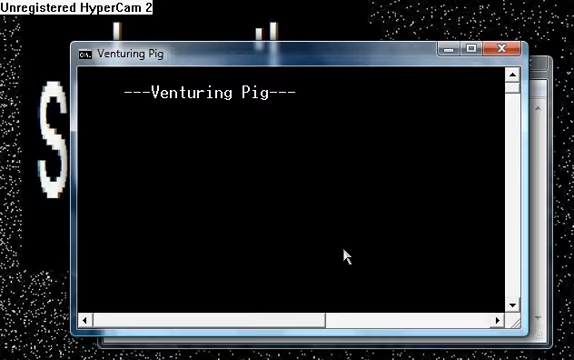 Unregistered HyperCam 2
Venturing Pig
---Venturing Pig---